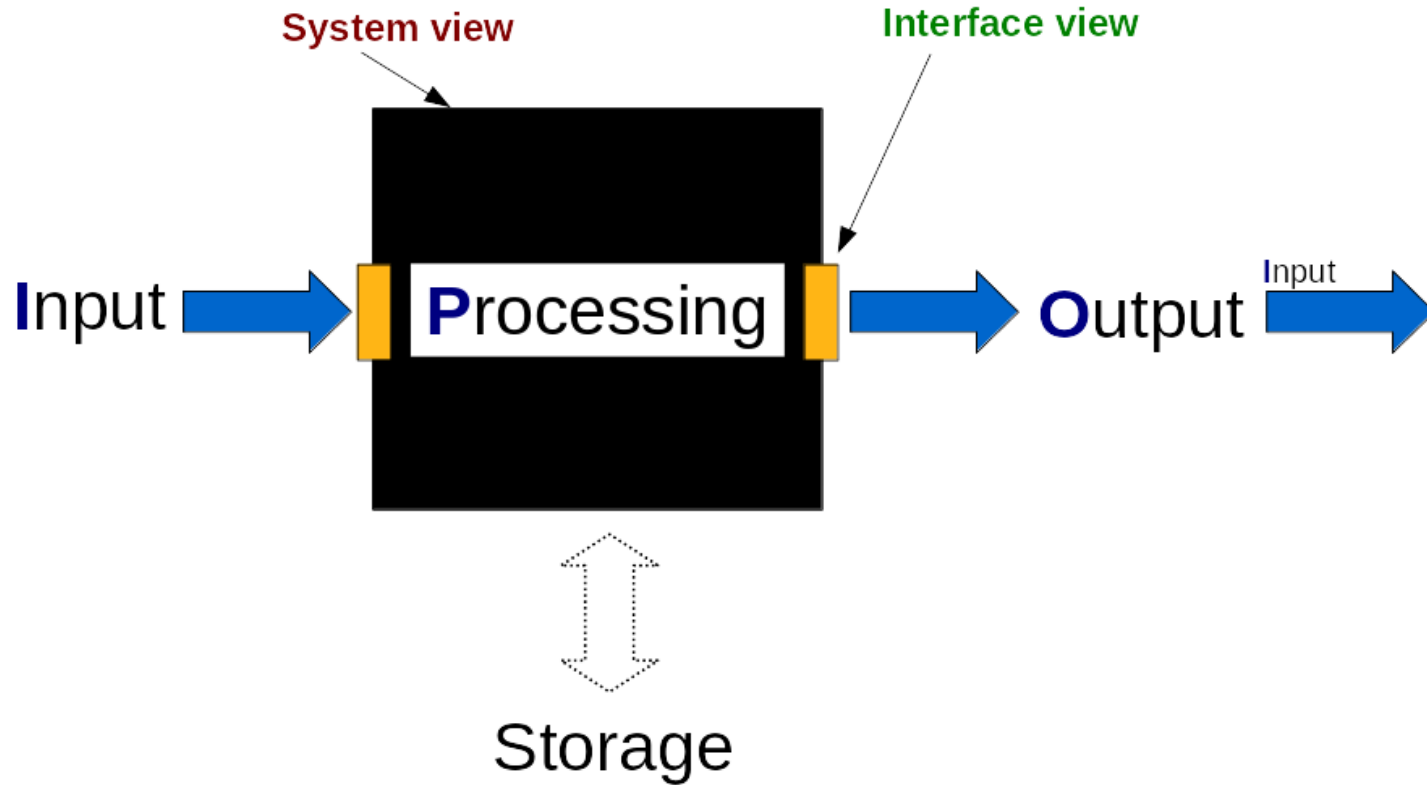 System view
Interface view
Input
Processing
Output
Input
Storage